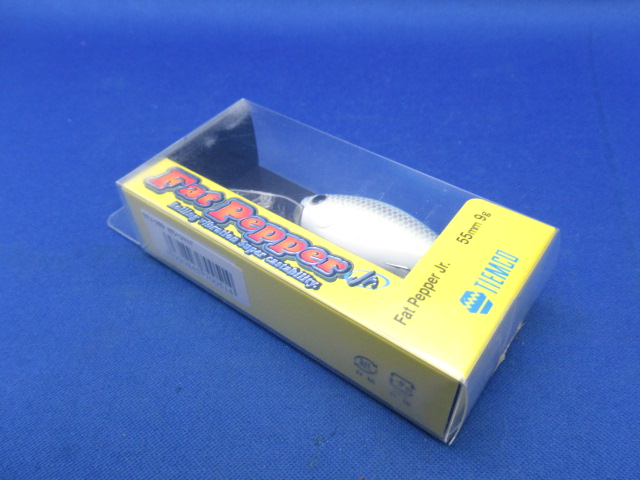 Fat Pepper Jr.
Rolling vibration Super castability.
Fat Pepper Jr.
55mm 9g
TIEMCO